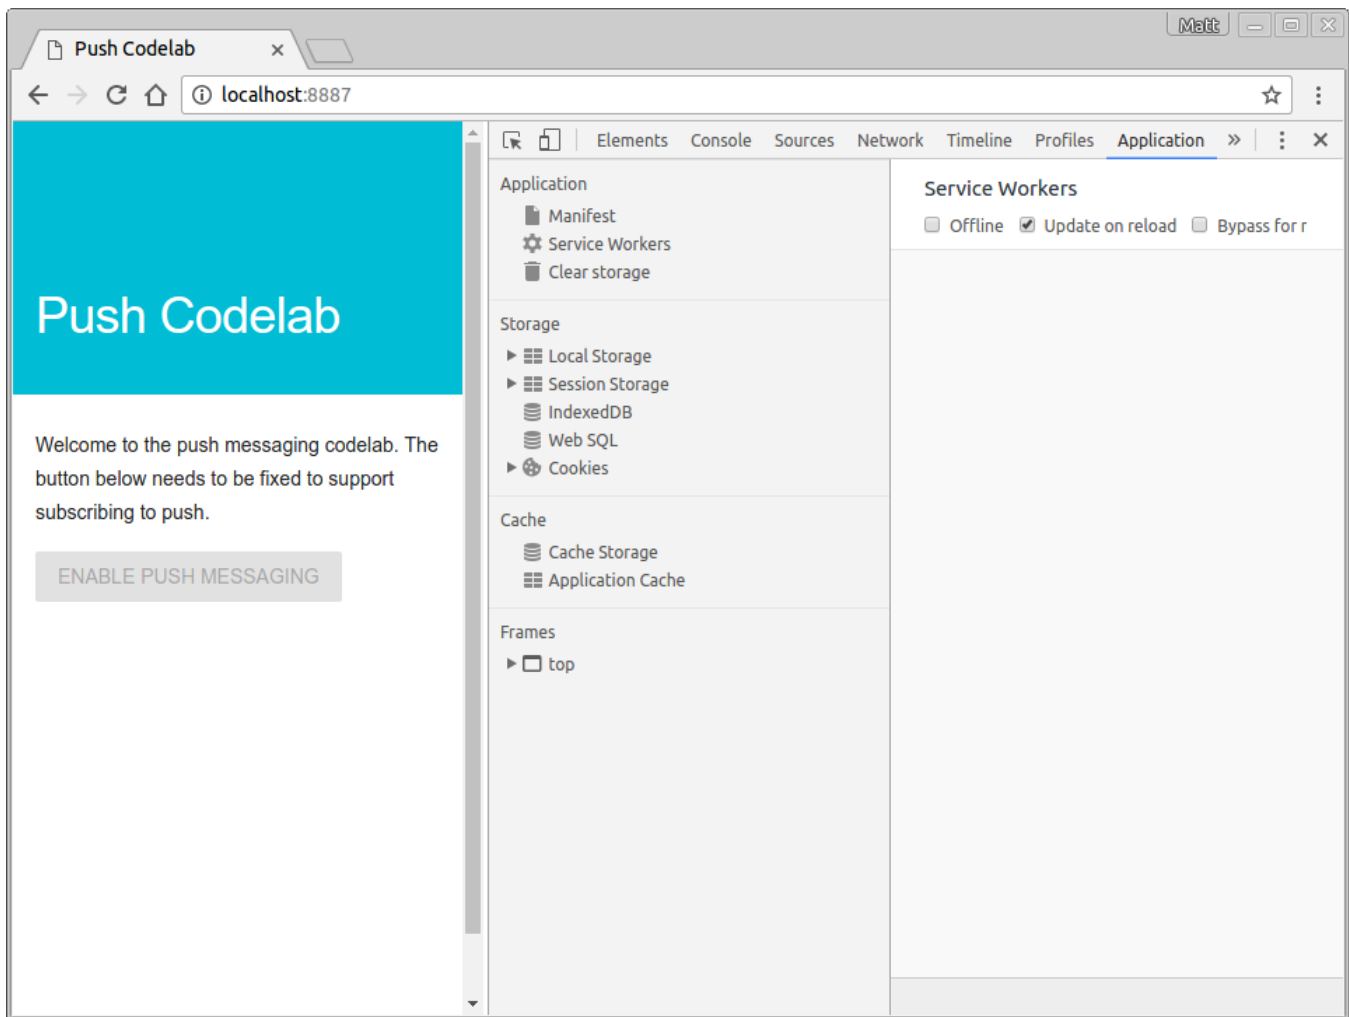 Matt
Push Codelab
localhost:8887
Elements Console Sources Network Timeline Profiles Application
Push Codelab
Welcome to the push messaging codelab. The
button below needs to be fixed to support
subscribing to push.
ENABLE PUSH MESSAGING
Application
Manifest
Service Workers
Clear storage
Storage
Local Storage
Session Storage
IndexedDB
Web SQL
Cookies
Cache
Cache Storage
Application Cache
Frames
top
Service Workers
Offline Update on reload Bypass for r